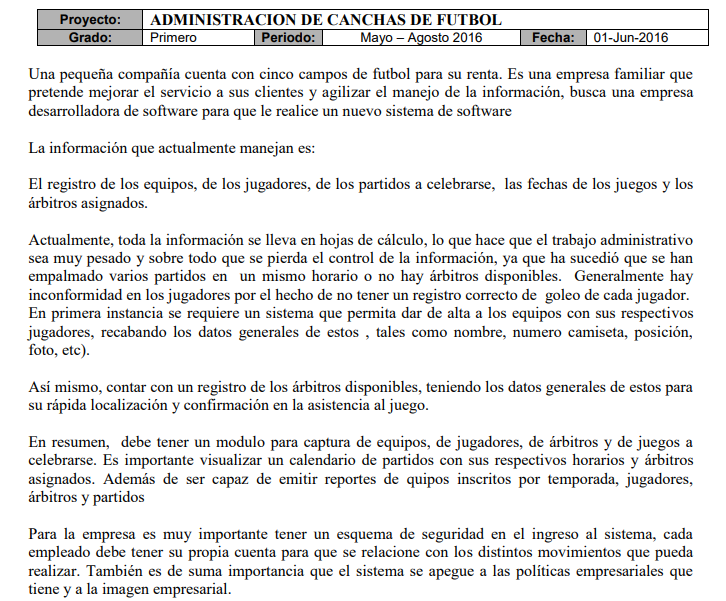 Proyecto: ADMINISTRACION DE CANCHAS DE FUTBOL
Grado: Primero Periodo: Mayo – Agosto 2016 Fecha: 01-Jun-2016
Una pequeña compañía cuenta con cinco campos de futbol para su renta. Es una empresa familiar que
pretende mejorar el servicio a sus clientes y agilizar el manejo de la información, busca una empresa
desarrolladora de software para que le realice un nuevo sistema de software
La información que actualmente manejan es:
El registro de los equipos, de los jugadores, de los partidos a celebrarse, las fechas de los juegos y los
árbitros asignados.
Actualmente, toda la información se lleva en hojas de cálculo, lo que hace que el trabajo administrativo
sea muy pesado y sobre todo que se pierda el control de la información, ya que ha sucedió que se han
empalmado varios partidos en un mismo horario o no hay árbitros disponibles. Generalmente hay
inconformidad en los jugadores por el hecho de no tener un registro correcto de goleo de cada jugador.
En primera instancia se requiere un sistema que permita dar de alta a los equipos con sus respectivos
jugadores, recabando los datos generales de estos , tales como nombre, numero camiseta, posición,
foto, etc).
Así mismo, contar con un registro de los árbitros disponibles, teniendo los datos generales de estos para
su rápida localización y confirmación en la asistencia al juego.
En resumen, debe tener un modulo para captura de equipos, de jugadores, de árbitros y de juegos a
celebrarse. Es importante visualizar un calendario de partidos con sus respectivos horarios y árbitros
asignados. Además de ser capaz de emitir reportes de quipos inscritos por temporada, jugadores,
árbitros y partidos
Para la empresa es muy importante tener un esquema de seguridad en el ingreso al sistema, cada
empleado debe tener su propia cuenta para que se relacione con los distintos movimientos que pueda
realizar. También es de suma importancia que el sistema se apegue a las políticas empresariales que
tiene y a la imagen empresarial.